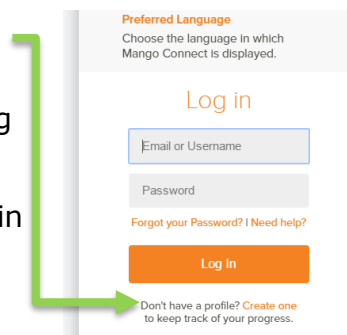 Preferred Language
Choose the language in which
Mango Connect is displayed.
Log in
g
Email or Username
Password
in
Forgot your Password? | Need help?
Log In
Don't have a profile? Create one
to keep track of your progress.